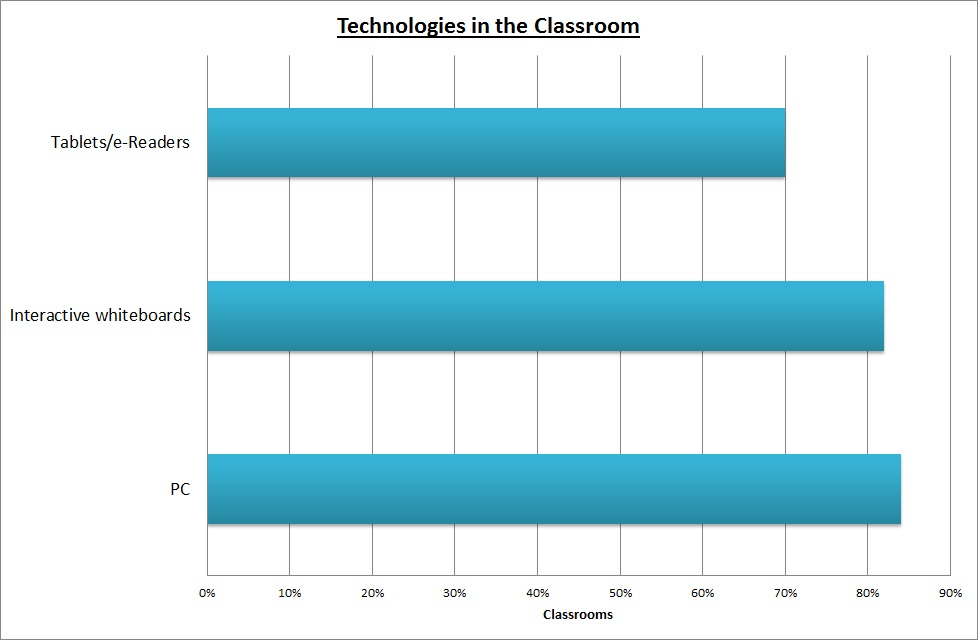 Technologies in the Classroom
Tablets/e-Readers
Interactive whiteboards
PC
0% 10% 20% 30% 40% 50% 60% 70% 80% 90%
Classrooms